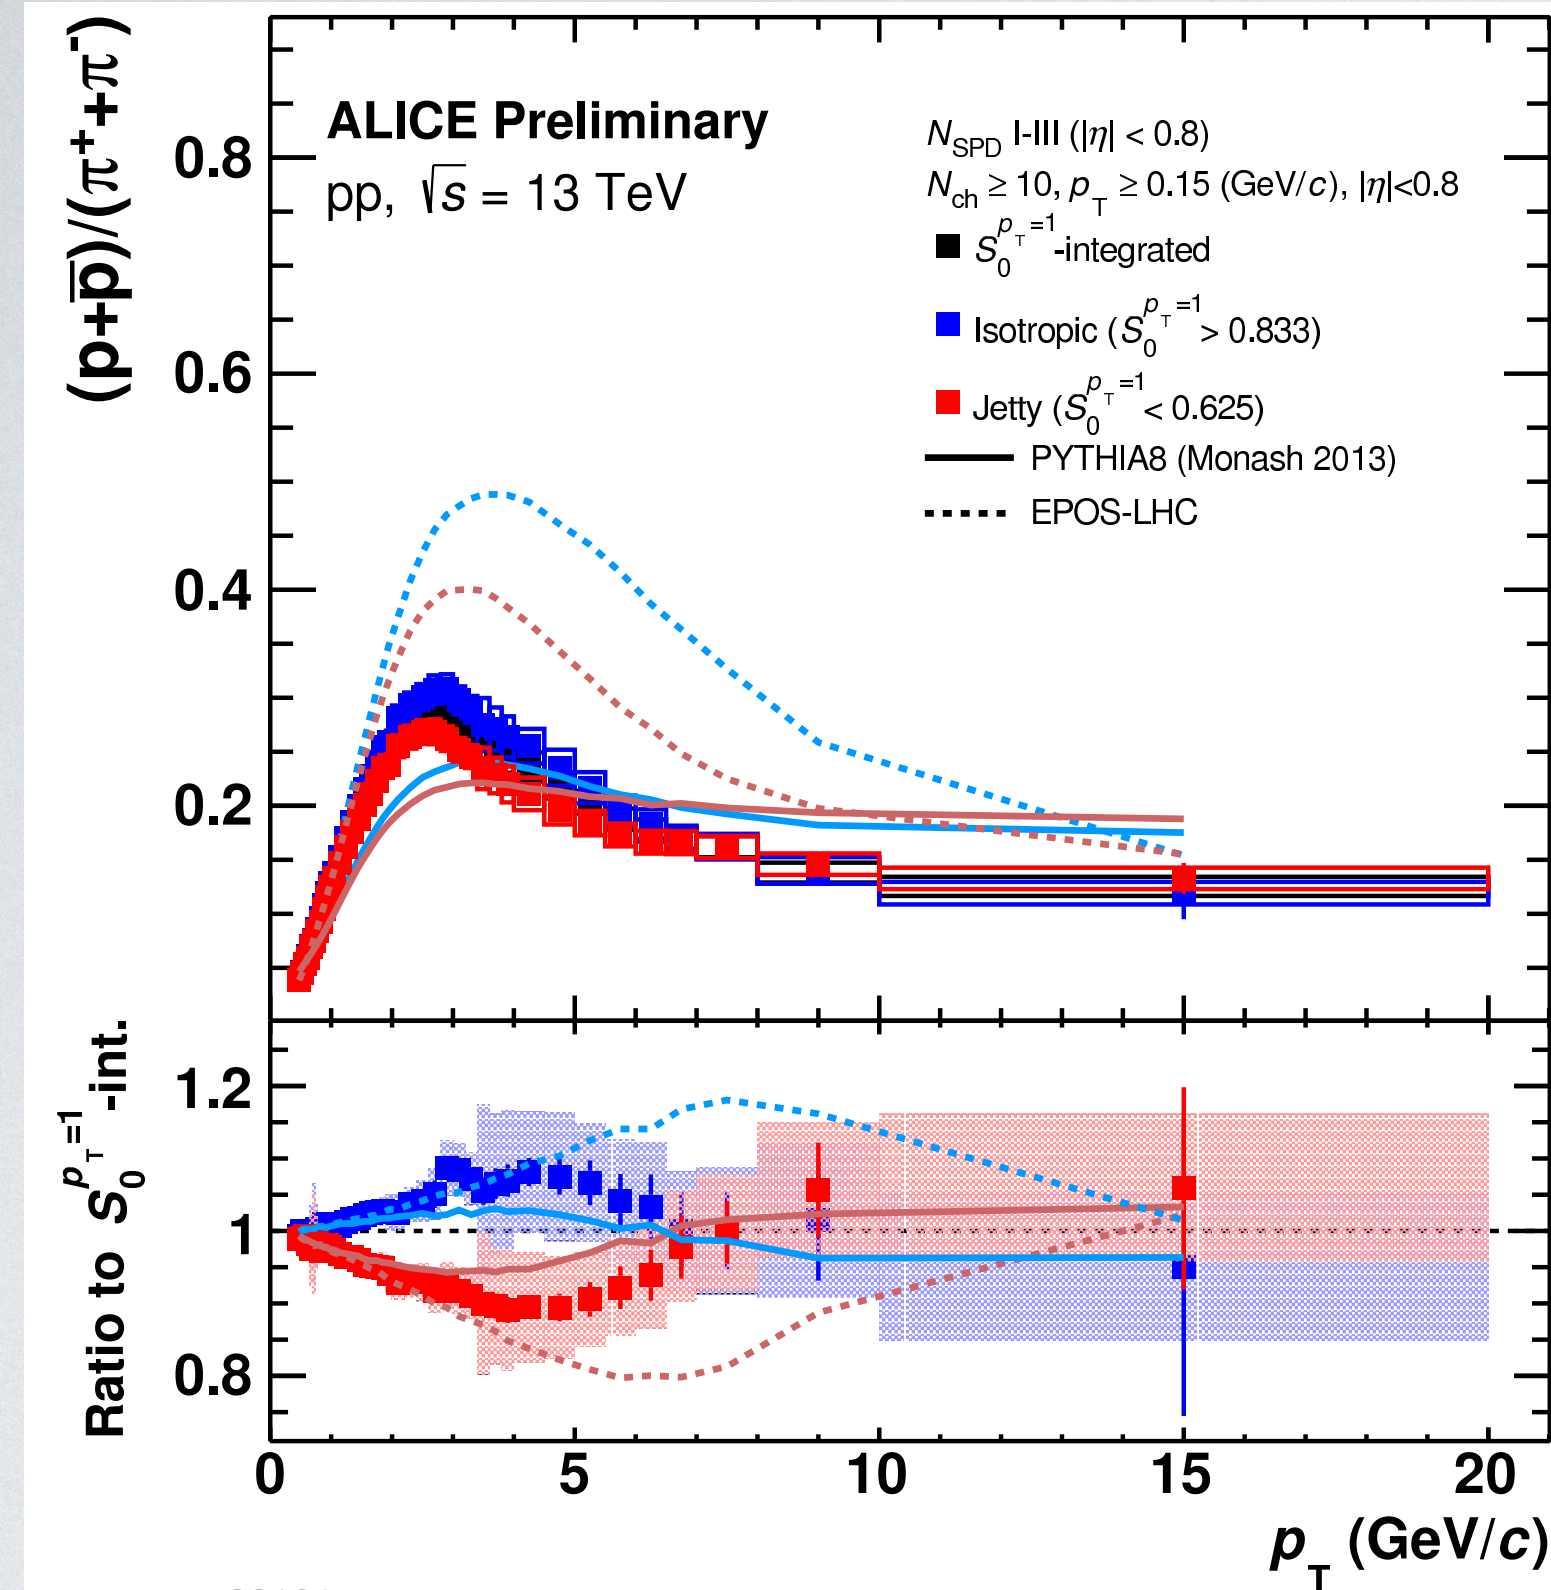 (p+p̅)/(π⁺+π⁻)
0.8
0.6
0.4
0.2
ALICE Preliminary
pp, √s = 13 TeV
N_SPD I-III (|η| < 0.8)
N_ch ≥ 10, p_T ≥ 0.15 (GeV/c), |η|<0.8
S_0^{p_T=1}-integrated
Isotropic (S_0^{p_T=1} > 0.833)
Jetty (S_0^{p_T=1} < 0.625)
PYTHIA8 (Monash 2013)
EPOS-LHC
Ratio to S_0^{p_T=1}-int.
1.2
1
0.8
0 5 10 15 20
p_T (GeV/c)